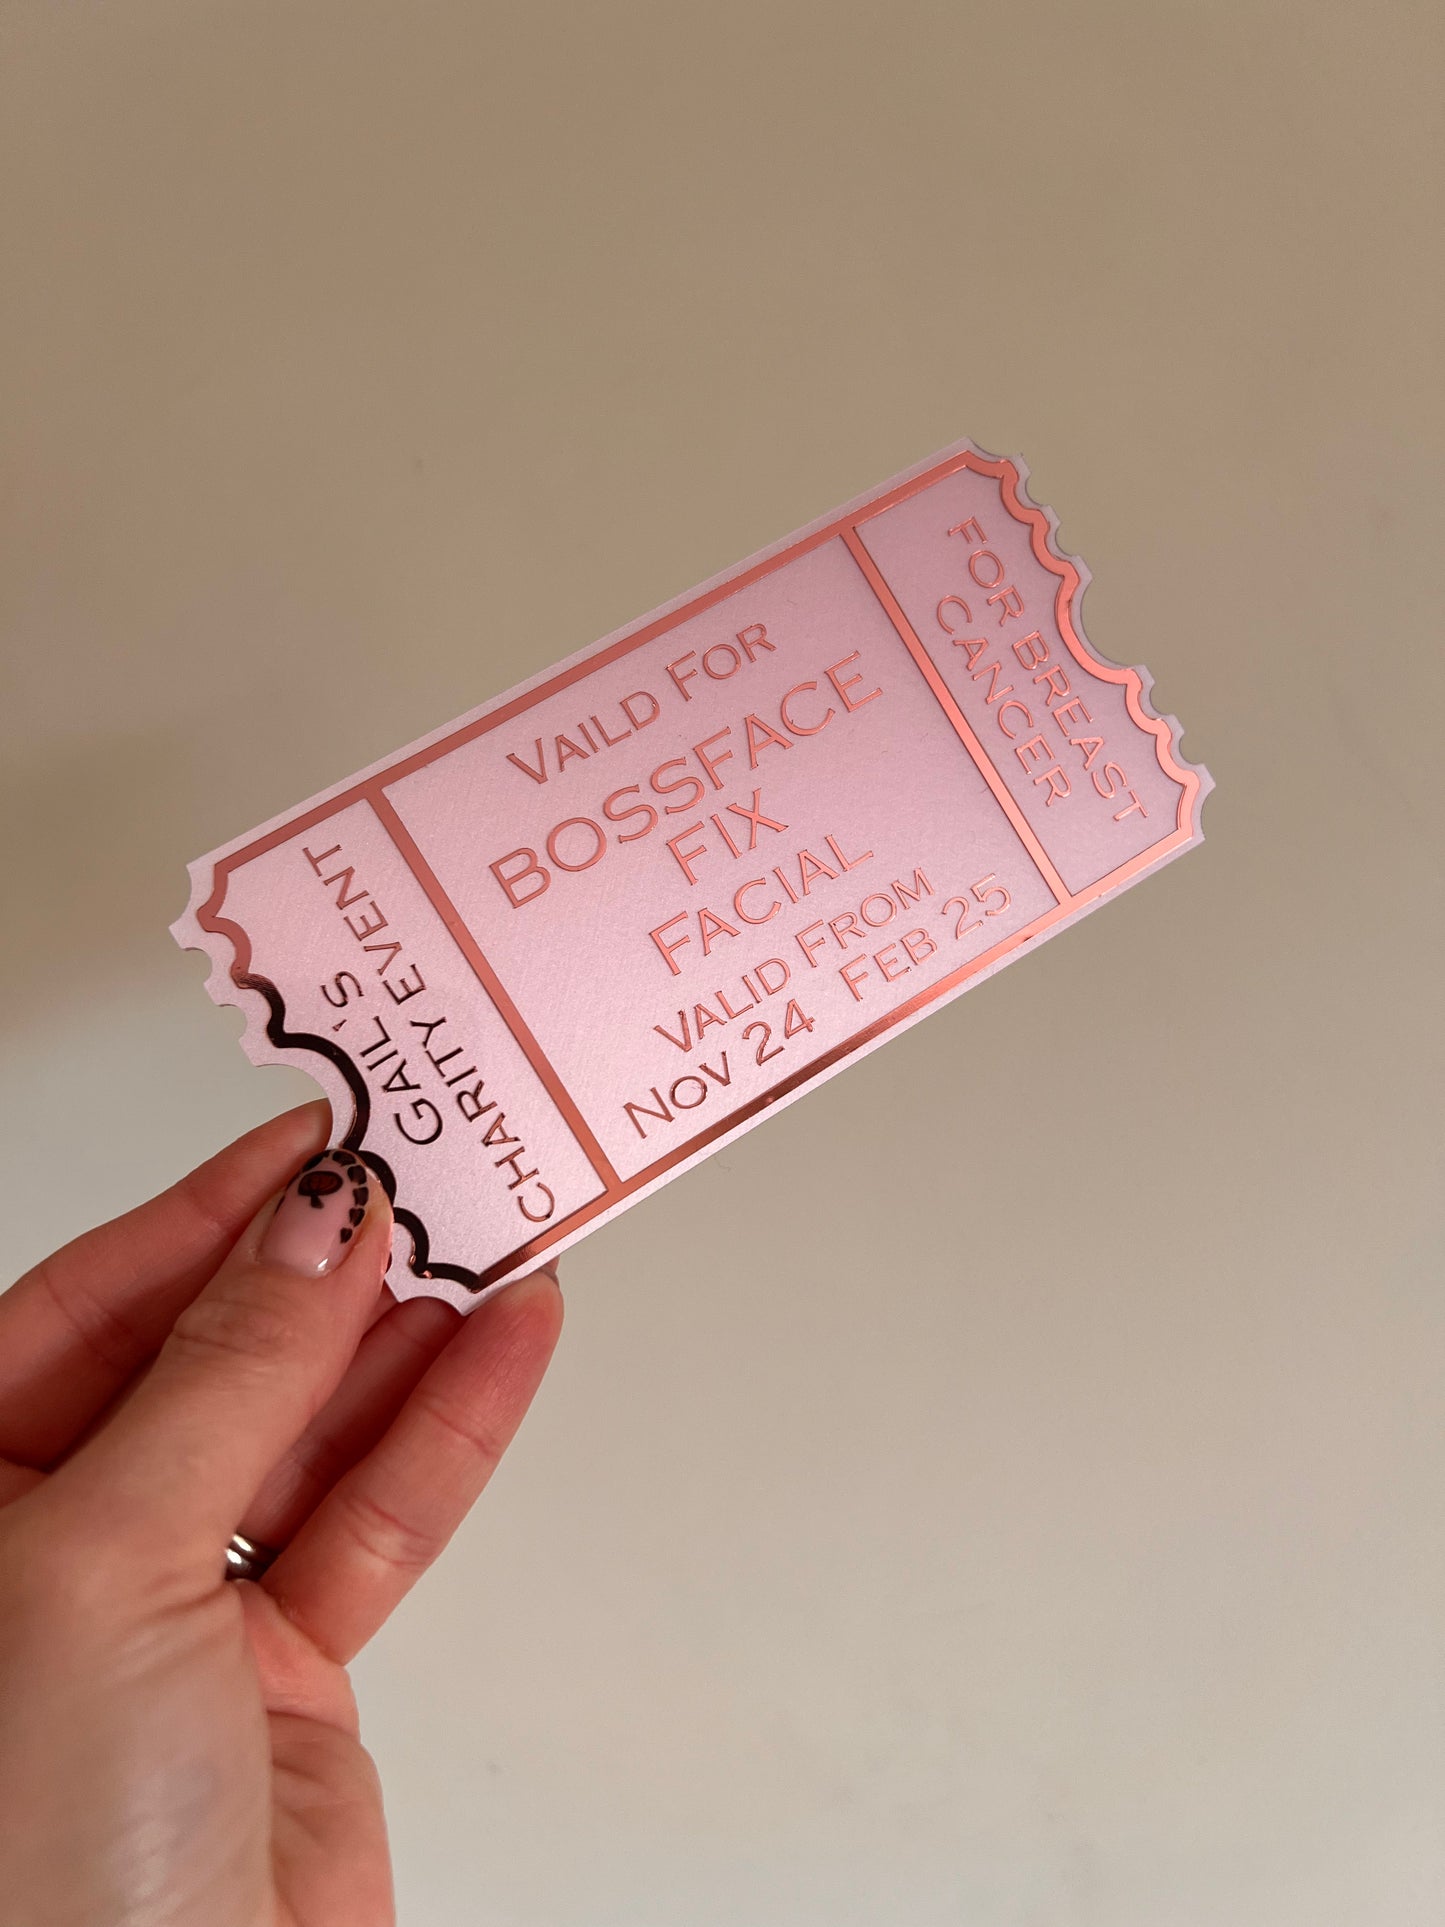 GAIL'S
CHARITY EVENT
VAILD FOR
BOSSFACE
FIX
FACIAL
VALID FROM
NOV 24 FEB 25
FOR BREAST
CANCER